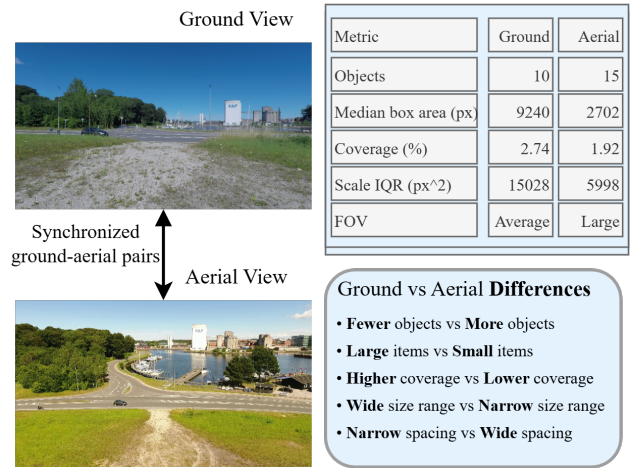 Ground View
Synchronized
ground-aerial pairs
Aerial View
Metric Ground Aerial
Objects 10 15
Median box area (px) 9240 2702
Coverage (%) 2.74 1.92
Scale IQR (px^2) 15028 5998
FOV Average Large
Ground vs Aerial Differences
• Fewer objects vs More objects
• Large items vs Small items
• Higher coverage vs Lower coverage
• Wide size range vs Narrow size range
• Narrow spacing vs Wide spacing